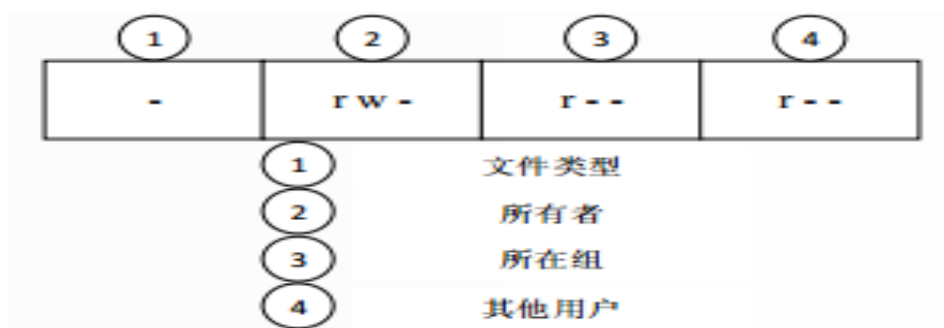 1 2 3 4
- rw- r-- r--
1 文件类型
2 所有者
3 所在组
4 其他用户